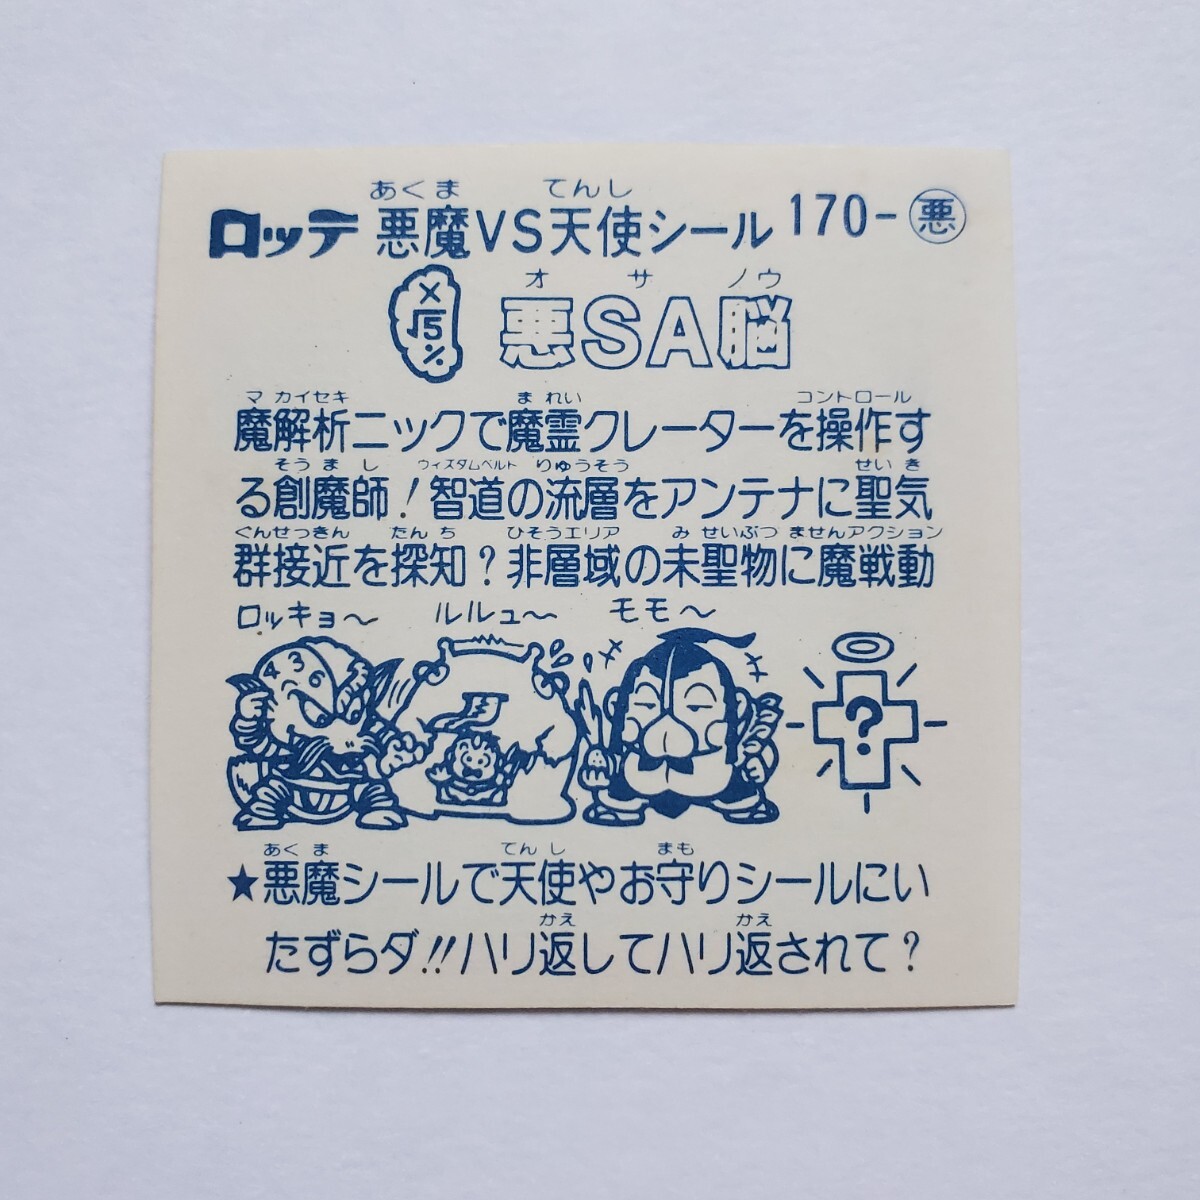 あくま てんし
ロッテ 悪魔VS天使シール 170-悪
オ サ ノウ
× √5 % 悪SA脳
マ カイセキ ま れい コントロール
魔解析ニックで魔霊クレーターを操作す
そう ま し ウィズダムベルト りゅうそう せい き
る創魔師!智道の流層をアンテナに聖気
ぐんせっきん たん ち ひそうエリア み せいぶつ ませんアクション
群接近を探知?非層域の未聖物に魔戦動
ロッキョ〜 ルルュ〜 モモ〜
4 3 6
?
あく ま てん し まも
★悪魔シールで天使やお守りシールにい
かえ かえ
たずらダ!!ハリ返してハリ返されて?